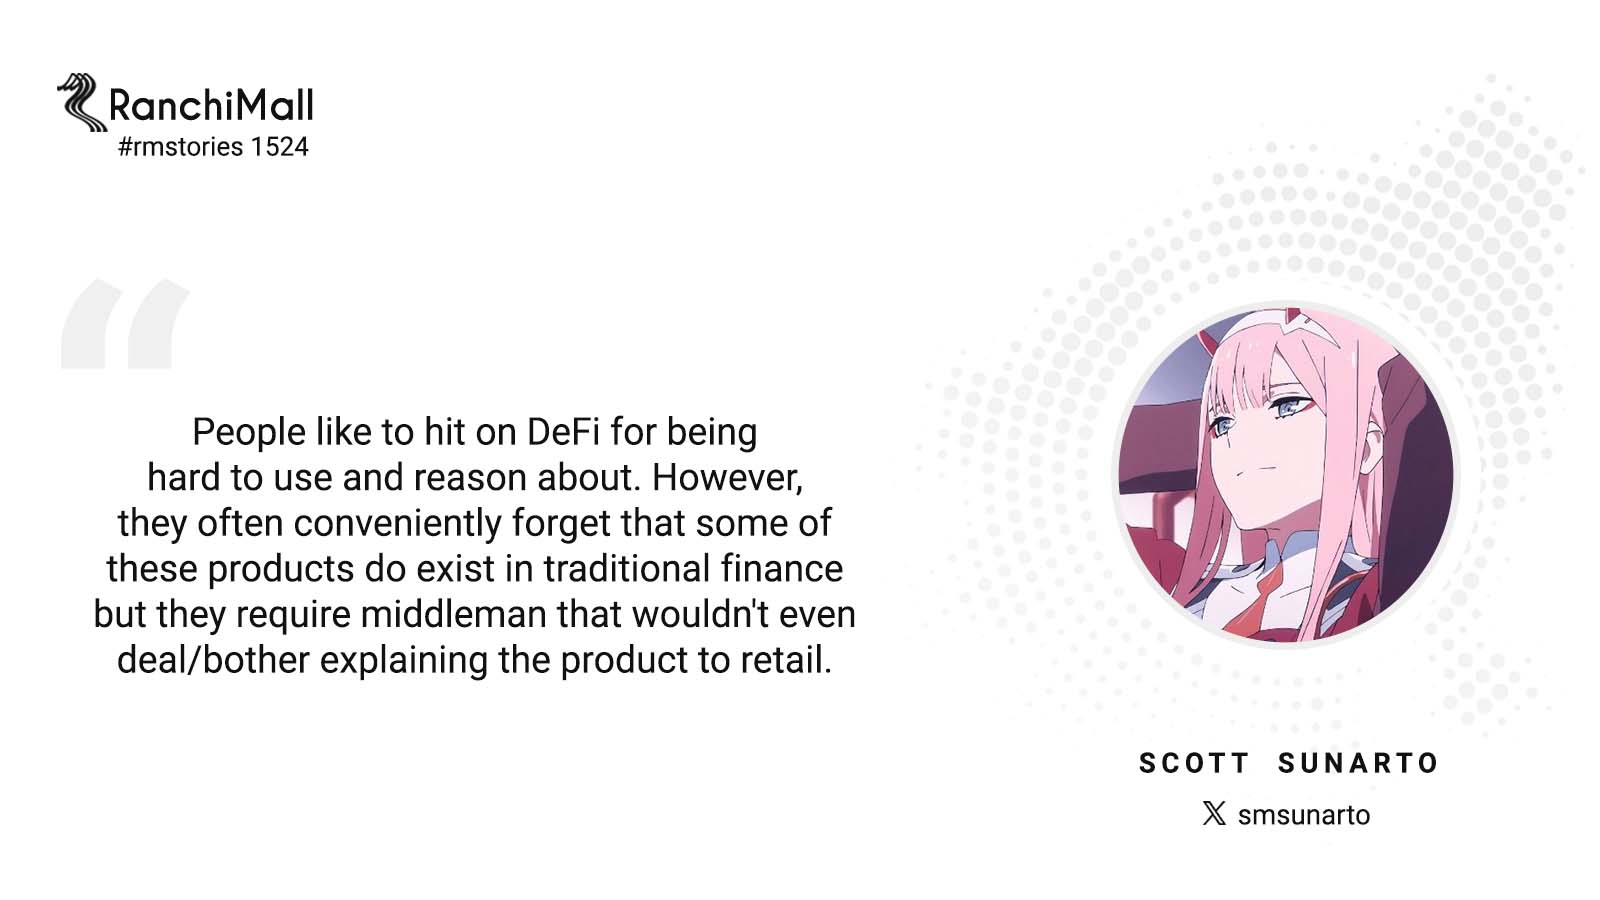 RanchiMall
#rmstories 1524
“
People like to hit on DeFi for being
hard to use and reason about. However,
they often conveniently forget that some of
these products do exist in traditional finance
but they require middleman that wouldn't even
deal/bother explaining the product to retail.
SCOTT SUNARTO
𝕏 smsunarto